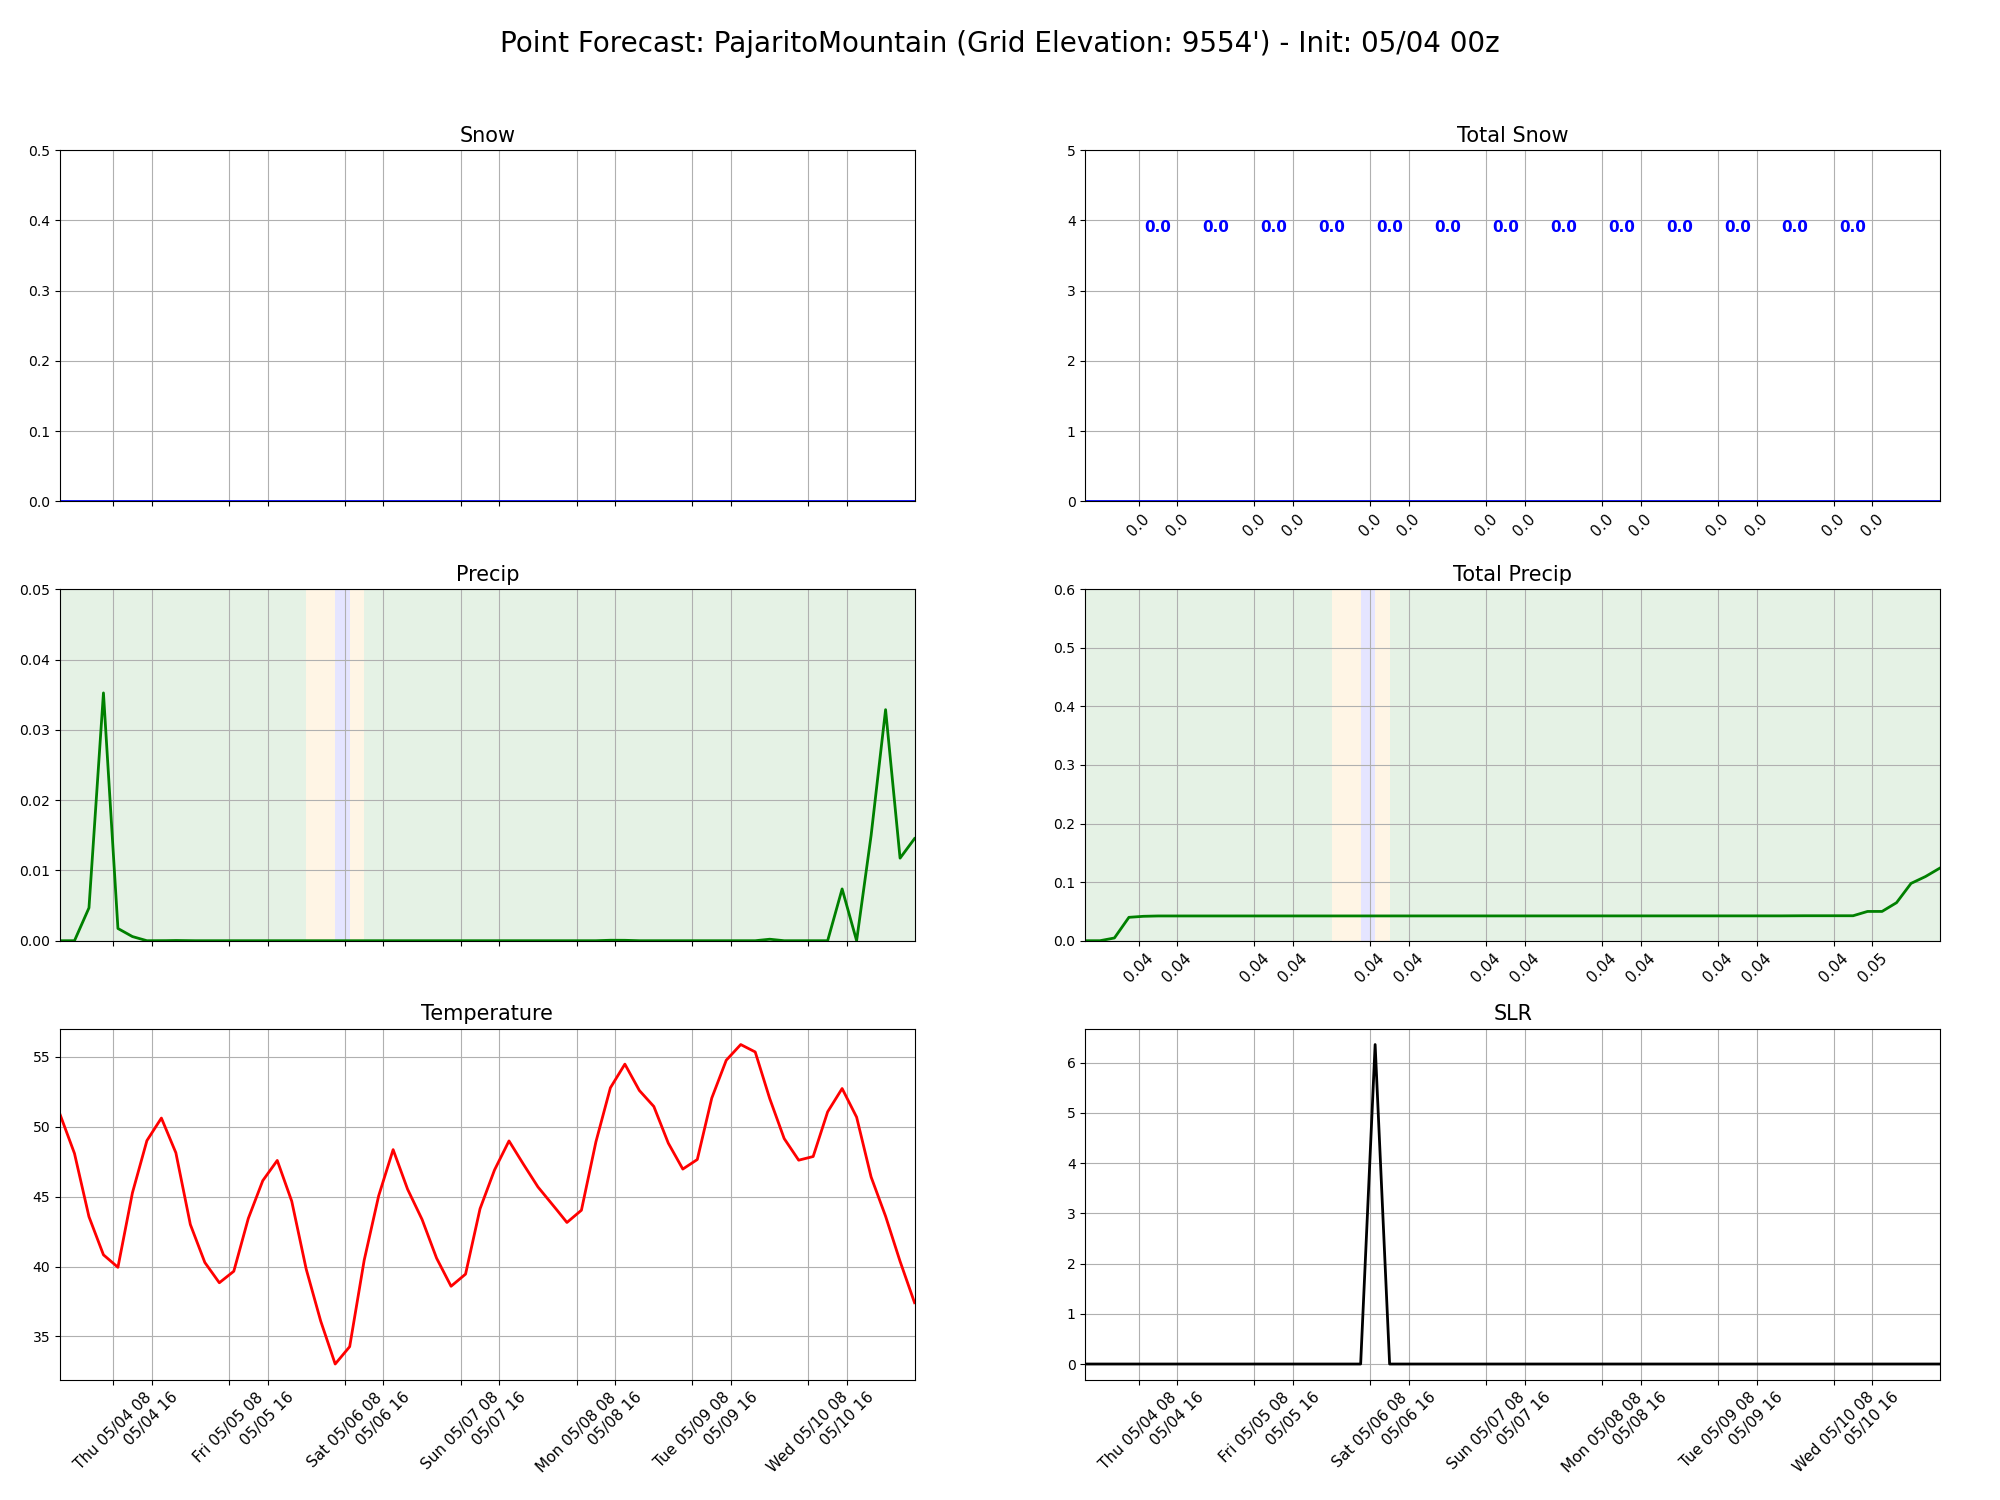 Point Forecast: PajaritoMountain (Grid Elevation: 9554') - Init: 05/04 00z
Snow
0.5
0.4
0.3
0.2
0.1
0.0
Total Snow
5
4
3
2
1
0
0.0 0.0 0.0 0.0 0.0 0.0 0.0 0.0 0.0 0.0 0.0 0.0 0.0
0.0 0.0 0.0 0.0 0.0 0.0 0.0 0.0 0.0 0.0 0.0 0.0 0.0 0.0
Precip
0.05
0.04
0.03
0.02
0.01
0.00
Total Precip
0.6
0.5
0.4
0.3
0.2
0.1
0.0
0.04 0.04 0.04 0.04 0.04 0.04 0.04 0.04 0.04 0.04 0.04 0.04 0.04 0.05
Temperature
55
50
45
40
35
Thu 05/04 08
05/04 16
Fri 05/05 08
05/05 16
Sat 05/06 08
05/06 16
Sun 05/07 08
05/07 16
Mon 05/08 08
05/08 16
Tue 05/09 08
05/09 16
Wed 05/10 08
05/10 16
SLR
6
5
4
3
2
1
0
Thu 05/04 08
05/04 16
Fri 05/05 08
05/05 16
Sat 05/06 08
05/06 16
Sun 05/07 08
05/07 16
Mon 05/08 08
05/08 16
Tue 05/09 08
05/09 16
Wed 05/10 08
05/10 16